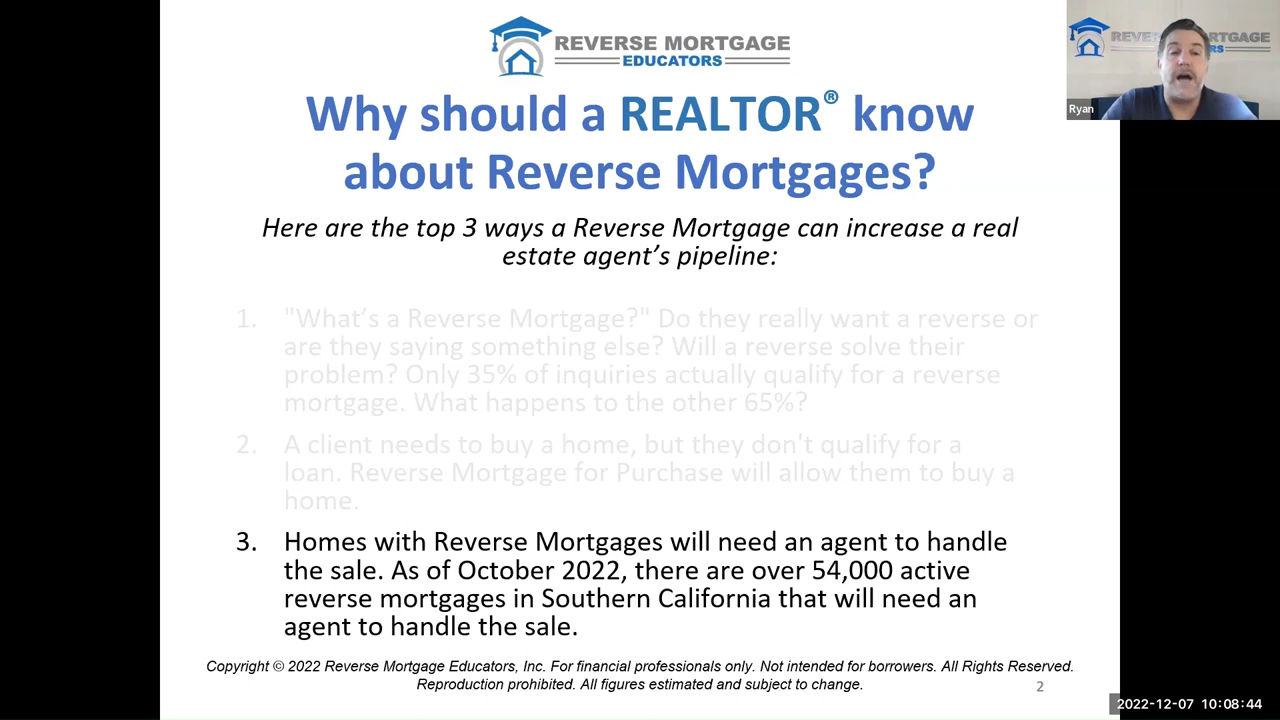 REVERSE MORTGAGE
EDUCATORS
Why should a REALTOR® know
about Reverse Mortgages?
Here are the top 3 ways a Reverse Mortgage can increase a real
estate agent’s pipeline:
1. "What’s a Reverse Mortgage?" Do they really want a reverse or
are they saying something else? Will a reverse solve their
problem? Only 35% of inquiries actually qualify for a reverse
mortgage. What happens to the other 65%?
2. A client needs to buy a home, but they don't qualify for a
loan. Reverse Mortgage for Purchase will allow them to buy a
home.
3. Homes with Reverse Mortgages will need an agent to handle
the sale. As of October 2022, there are over 54,000 active
reverse mortgages in Southern California that will need an
agent to handle the sale.
Copyright © 2022 Reverse Mortgage Educators, Inc. For financial professionals only. Not intended for borrowers. All Rights Reserved.
Reproduction prohibited. All figures estimated and subject to change.
2
Ryan
2022-12-07 10:08:44